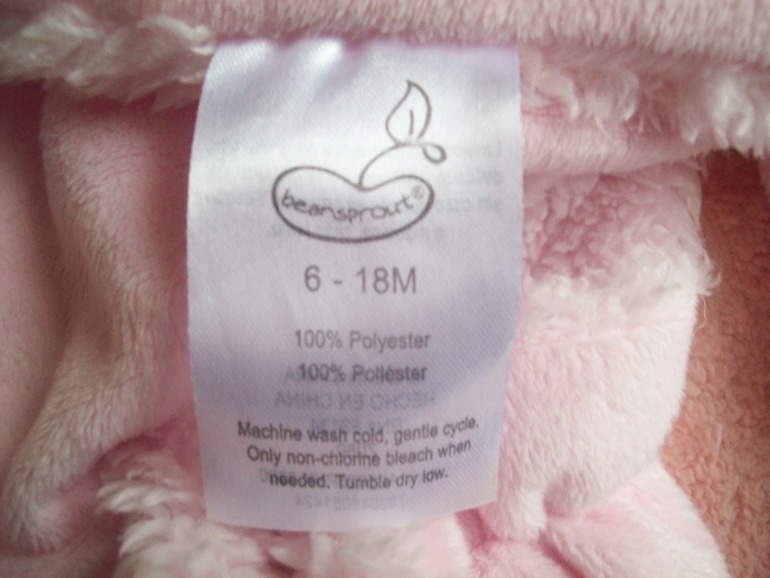 beansprout®
6 - 18M
100% Polyester
100% Poliéster
Machine wash cold, gentle cycle.
Only non-chlorine bleach when
needed. Tumble dry low.
HECHO EN CHINA